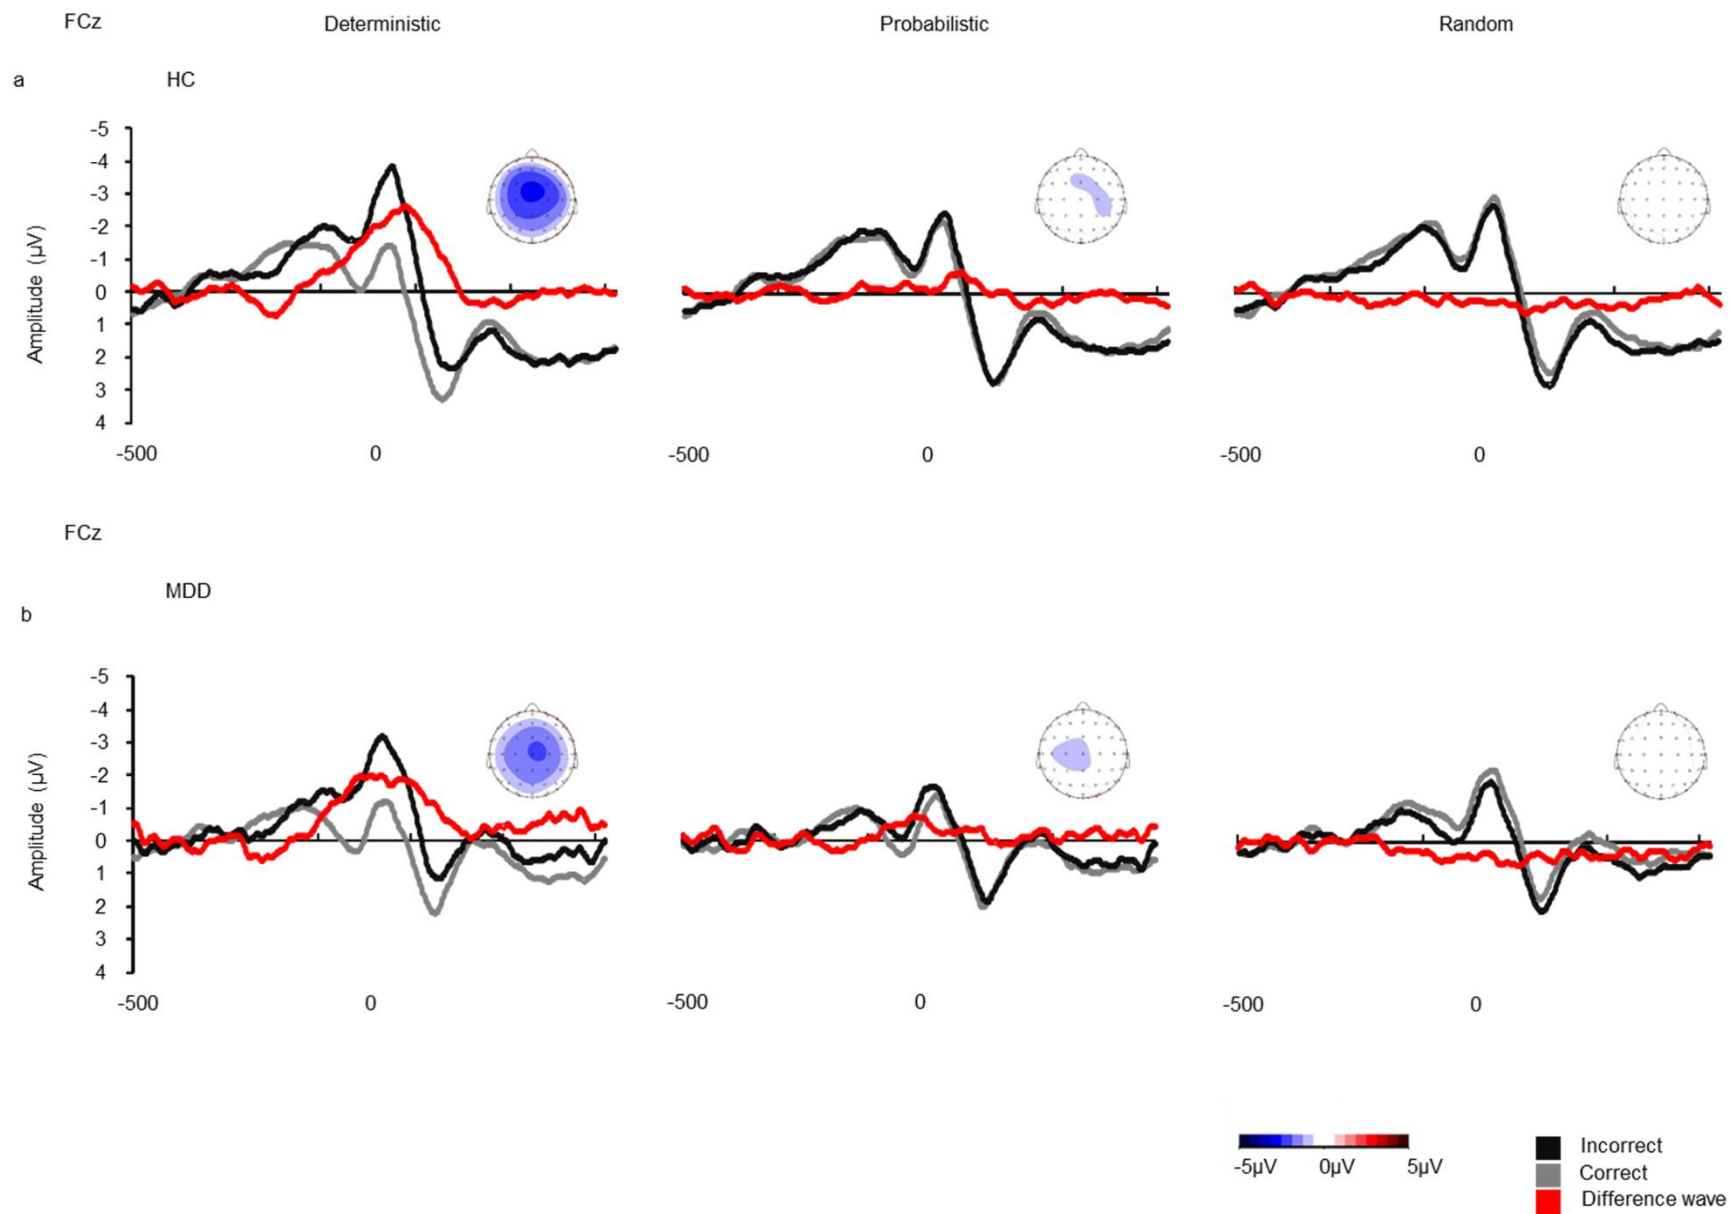 FCz Deterministic Probabilistic Random
a HC
-5
-4
-3
-2
-1
0
1
2
3
4
Amplitude (µV)
-500 0 -500 0 -500 0
FCz
MDD
b
-5
-4
-3
-2
-1
0
1
2
3
4
Amplitude (µV)
-500 0 -500 0 -500 0
-5µV 0µV 5µV
Incorrect
Correct
Difference wave